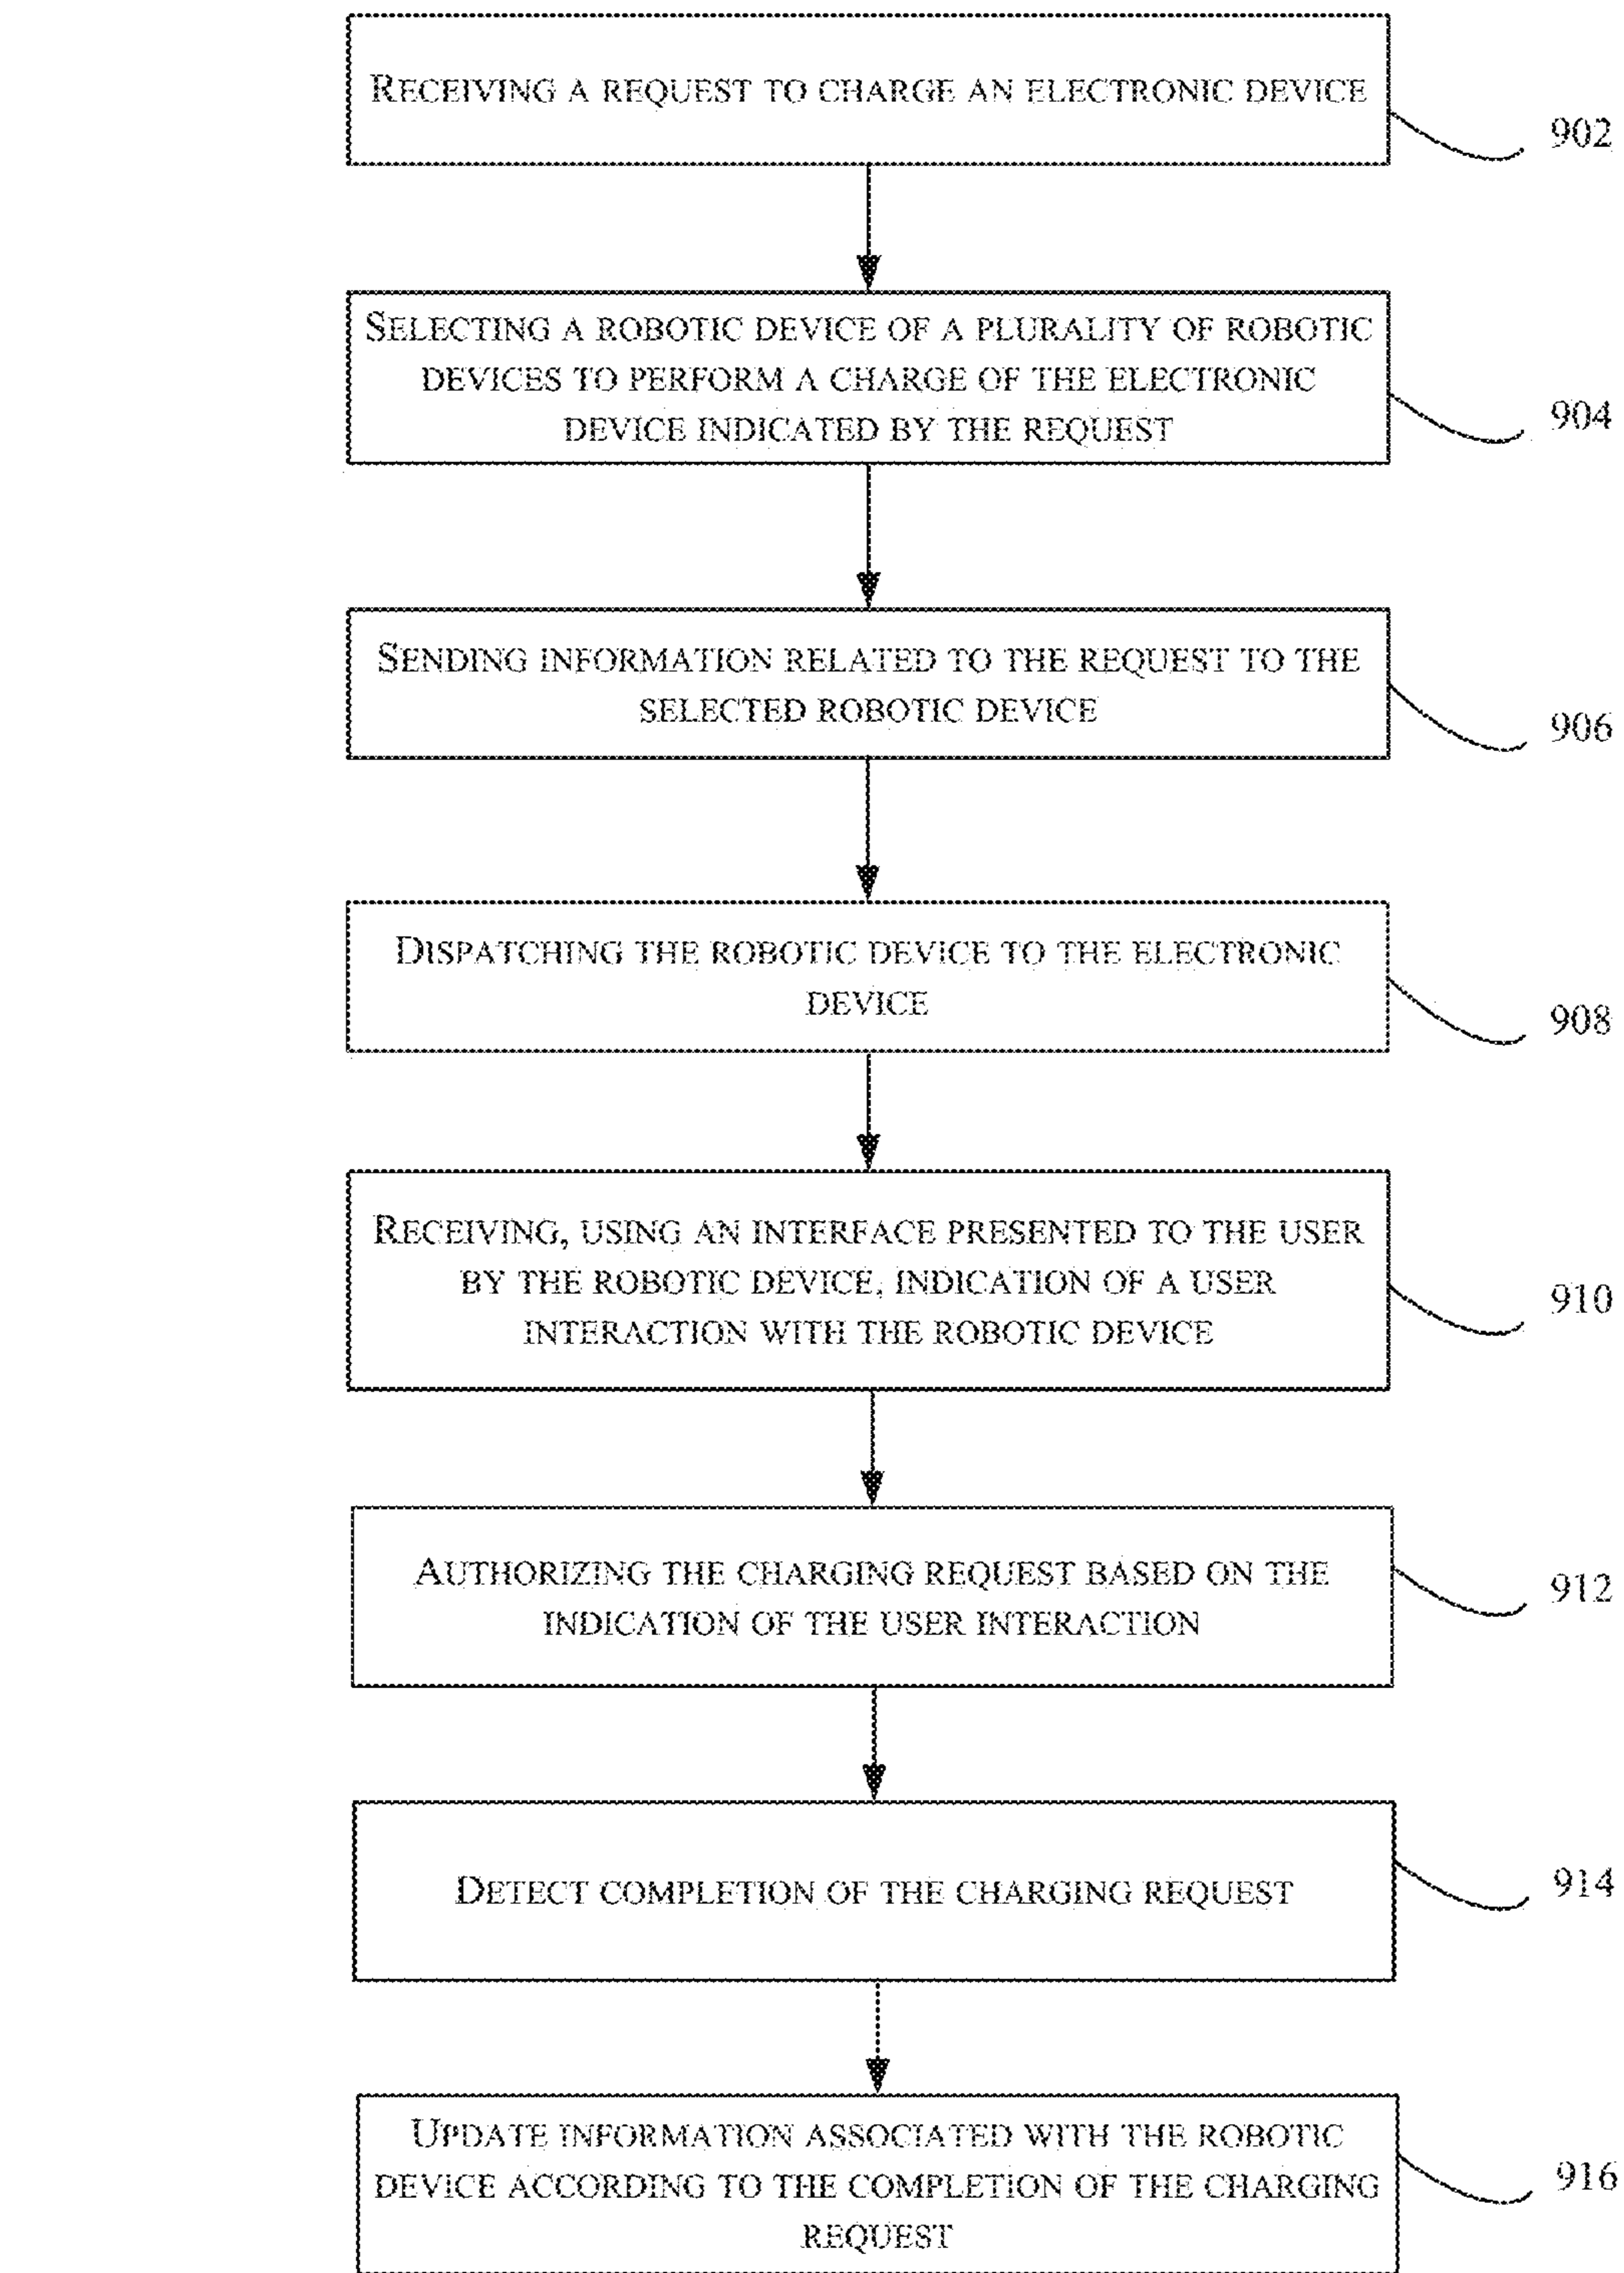 RECEIVING A REQUEST TO CHARGE AN ELECTRONIC DEVICE
902
SELECTING A ROBOTIC DEVICE OF A PLURALITY OF ROBOTIC
DEVICES TO PERFORM A CHARGE OF THE ELECTRONIC
DEVICE INDICATED BY THE REQUEST
904
SENDING INFORMATION RELATED TO THE REQUEST TO THE
SELECTED ROBOTIC DEVICE
906
DISPATCHING THE ROBOTIC DEVICE TO THE ELECTRONIC
DEVICE
908
RECEIVING, USING AN INTERFACE PRESENTED TO THE USER
BY THE ROBOTIC DEVICE, INDICATION OF A USER
INTERACTION WITH THE ROBOTIC DEVICE
910
AUTHORIZING THE CHARGING REQUEST BASED ON THE
INDICATION OF THE USER INTERACTION
912
DETECT COMPLETION OF THE CHARGING REQUEST
914
UPDATE INFORMATION ASSOCIATED WITH THE ROBOTIC
DEVICE ACCORDING TO THE COMPLETION OF THE CHARGING
REQUEST
916